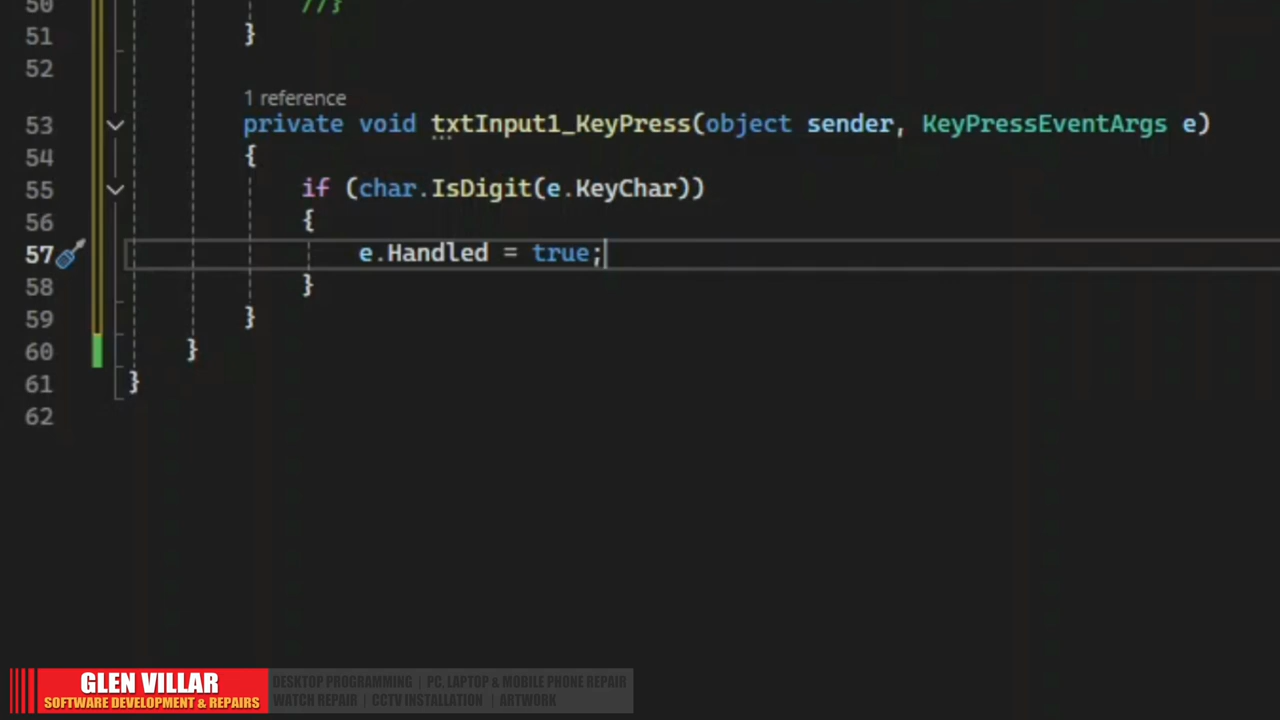 50 //}
51 }
52
1 reference
53 private void txtInput1_KeyPress(object sender, KeyPressEventArgs e)
54 {
55 if (char.IsDigit(e.KeyChar))
56 {
57 e.Handled = true;
58 }
59 }
60 }
61 }
62
GLEN VILLAR
SOFTWARE DEVELOPMENT & REPAIRS
DESKTOP PROGRAMMING | PC, LAPTOP & MOBILE PHONE REPAIR
WATCH REPAIR | CCTV INSTALLATION | ARTWORK